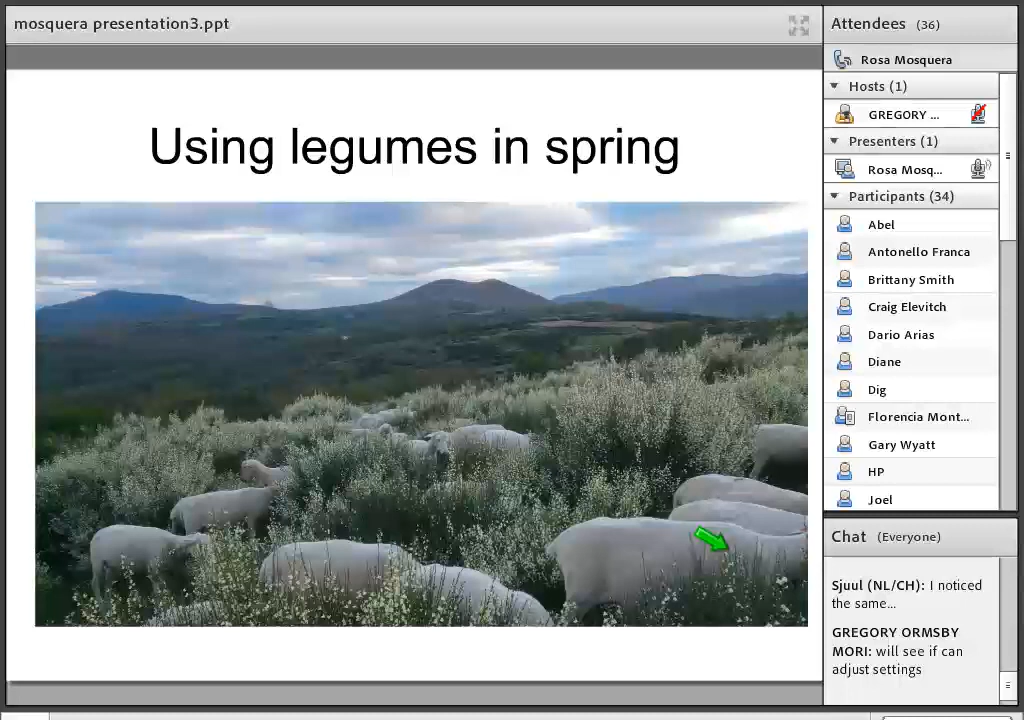 mosquera presentation3.ppt
Using legumes in spring
Attendees (36)
Rosa Mosquera
Hosts (1)
GREGORY ...
Presenters (1)
Rosa Mosq...
Participants (34)
Abel
Antonello Franca
Brittany Smith
Craig Elevitch
Dario Arias
Diane
Dig
Florencia Mont...
Gary Wyatt
HP
Joel
Chat (Everyone)
Sjuul (NL/CH): I noticed
the same...
GREGORY ORMSBY
MORI: will see if can
adjust settings